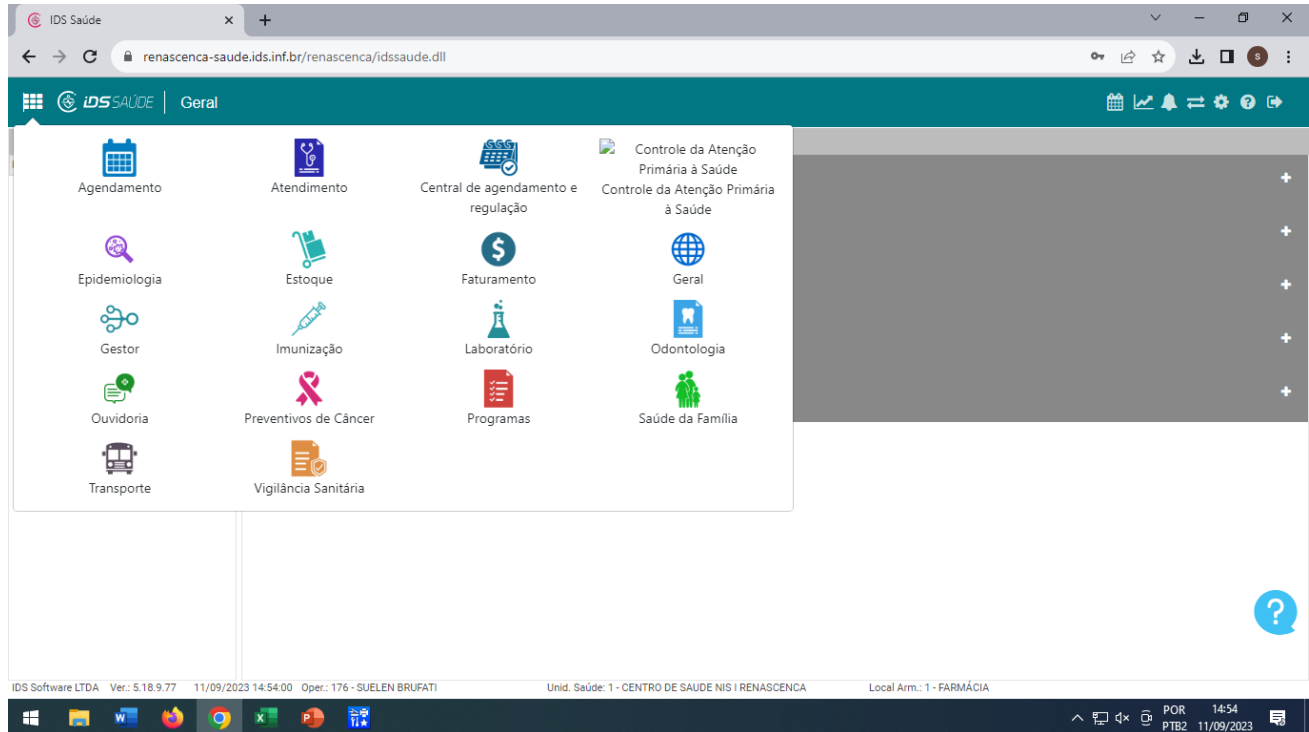 IDS Saúde
renascenca-saude.ids.inf.br/renascenca/idssaude.dll
S
iDS SAÚDE | Geral
Agendamento
Atendimento
Central de agendamento e
regulação
Controle da Atenção
Primária à Saúde
Controle da Atenção Primária
à Saúde
Epidemiologia
Estoque
Faturamento
Geral
Gestor
Imunização
Laboratório
Odontologia
Ouvidoria
Preventivos de Câncer
Programas
Saúde da Família
Transporte
Vigilância Sanitária
IDS Software LTDA Ver.: 5.18.9.77 11/09/2023 14:54:00 Oper.: 176 - SUELEN BRUFATI Unid. Saúde: 1 - CENTRO DE SAUDE NIS I RENASCENCA Local Arm.: 1 - FARMÁCIA
POR 14:54
PTB2 11/09/2023